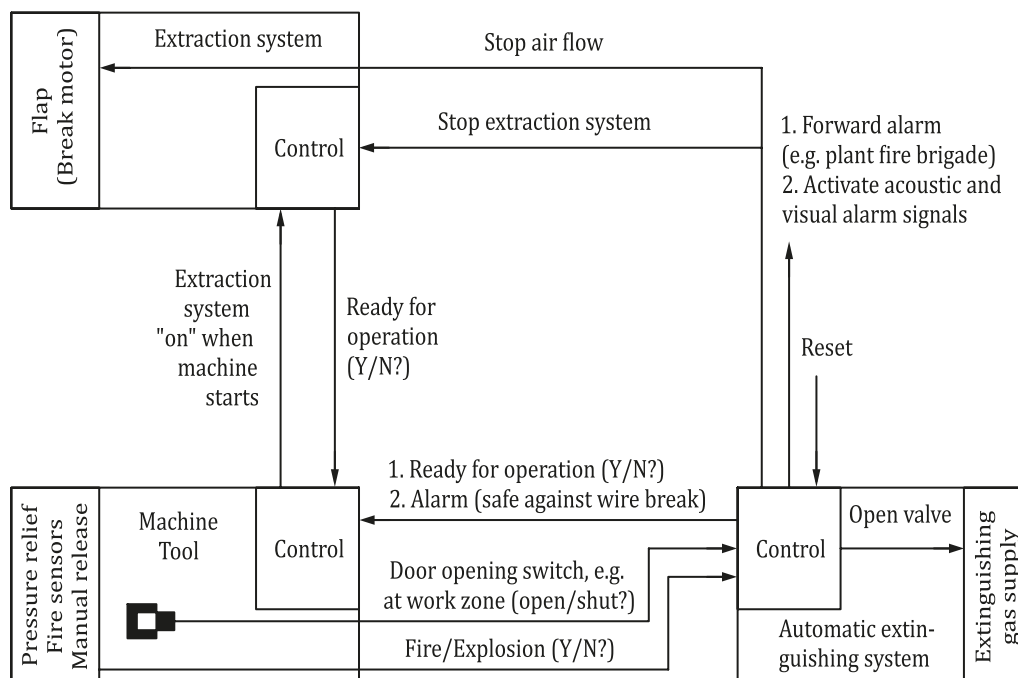 Extraction system
Stop air flow
Flap
(Break motor)
Control
Stop extraction system
1. Forward alarm
(e.g. plant fire brigade)
2. Activate acoustic and
visual alarm signals
Extraction
system
"on" when
machine
starts
Ready for
operation
(Y/N?)
Reset
1. Ready for operation (Y/N?)
2. Alarm (safe against wire break)
Pressure relief
Fire sensors
Manual release
Machine
Tool
Control
Door opening switch, e.g.
at work zone (open/shut?)
Fire/Explosion (Y/N?)
Control
Open valve
Automatic extin-
guishing system
Extinguishing
gas supply